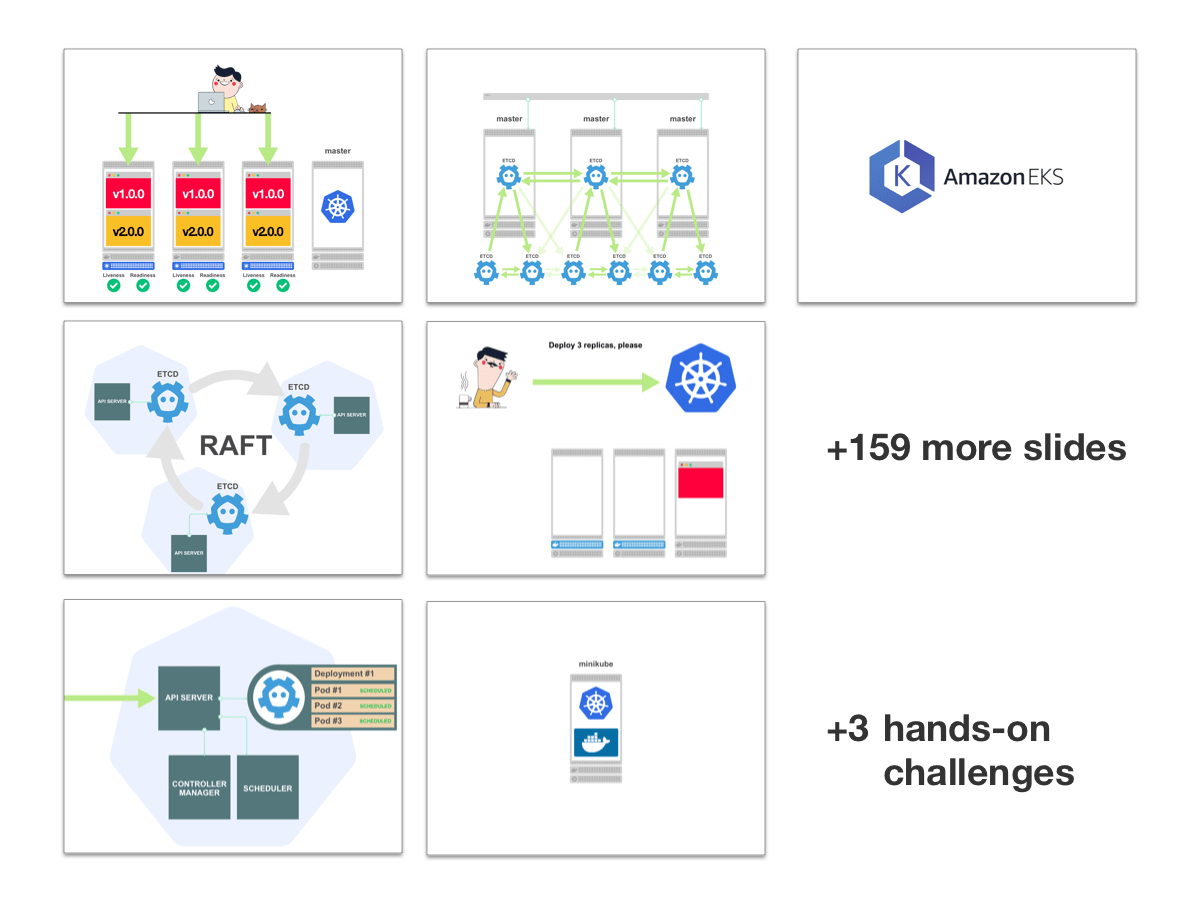 master
v1.0.0
v1.0.0
v1.0.0
v2.0.0
v2.0.0
v2.0.0
Liveness Readiness
Liveness Readiness
Liveness Readiness
master
master
master
ETCD
ETCD
ETCD
ETCD
ETCD
ETCD
ETCD
ETCD
ETCD
K
Amazon EKS
ETCD
API SERVER
ETCD
API SERVER
RAFT
ETCD
API SERVER
Deploy 3 replicas, please
+159 more slides
API SERVER
Deployment #1
Pod #1 SCHEDULED
Pod #2 SCHEDULED
Pod #3 SCHEDULED
CONTROLLER
MANAGER
SCHEDULER
minikube
+3 hands-on
challenges